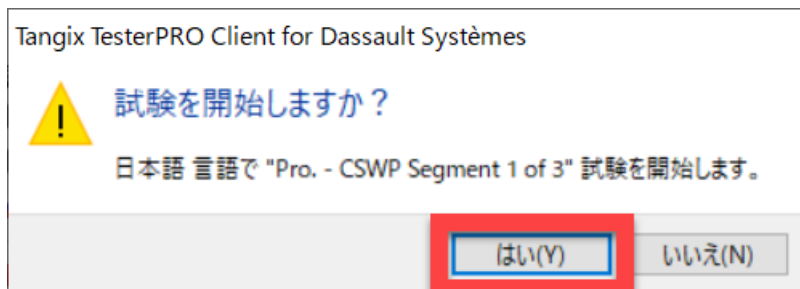 Tangix TesterPRO Client for Dassault Systèmes
試験を開始しますか？
日本語 言語で "Pro. - CSWP Segment 1 of 3" 試験を開始します。
はい(Y) いいえ(N)